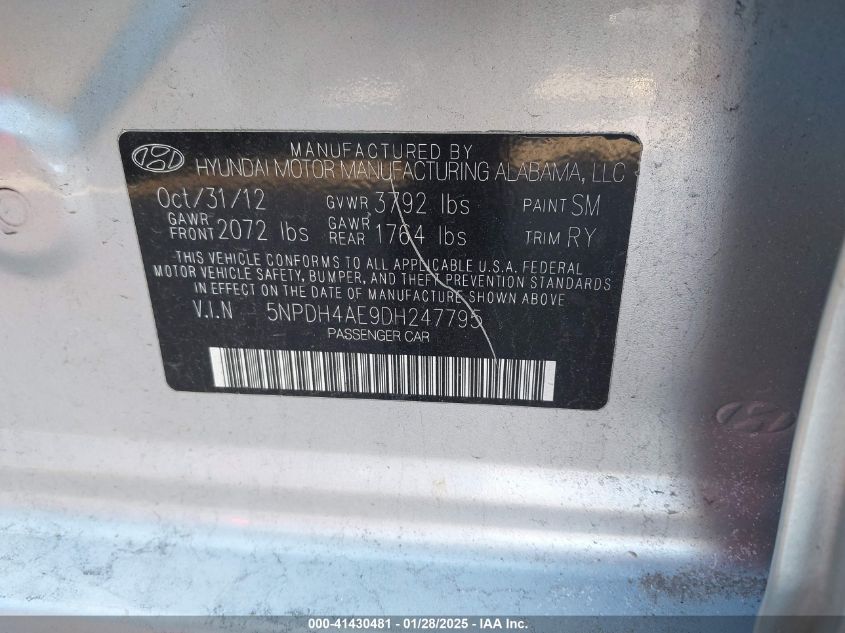 MANUFACTURED BY
HYUNDAI MOTOR MANUFACTURING ALABAMA, LLC
Oct/31/12 GVWR 3792 lbs PAINT SM
GAWR FRONT 2072 lbs GAWR REAR 1764 lbs TRIM RY
THIS VEHICLE CONFORMS TO ALL APPLICABLE U.S.A. FEDERAL
MOTOR VEHICLE SAFETY, BUMPER, AND THEFT PREVENTION STANDARDS
IN EFFECT ON THE DATE OF MANUFACTURE SHOWN ABOVE
V.I.N 5NPDH4AE9DH247795
PASSENGER CAR
000-41430481 - 01/28/2025 - IAA Inc.